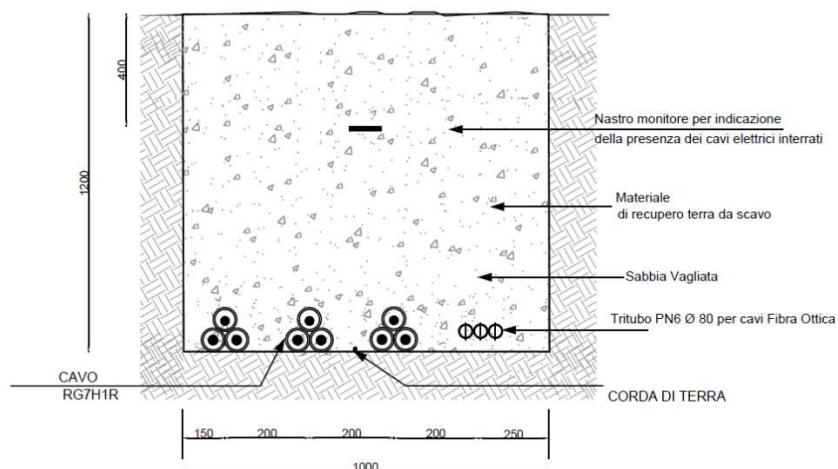 400
1200
Nastro monitore per indicazione
della presenza dei cavi elettrici interrati
Materiale
di recupero terra da scavo
Sabbia Vagliata
Tritubo PN6 Ø 80 per cavi Fibra Ottica
CAVO
RG7H1R
CORDA DI TERRA
150 200 200 200 250
1000